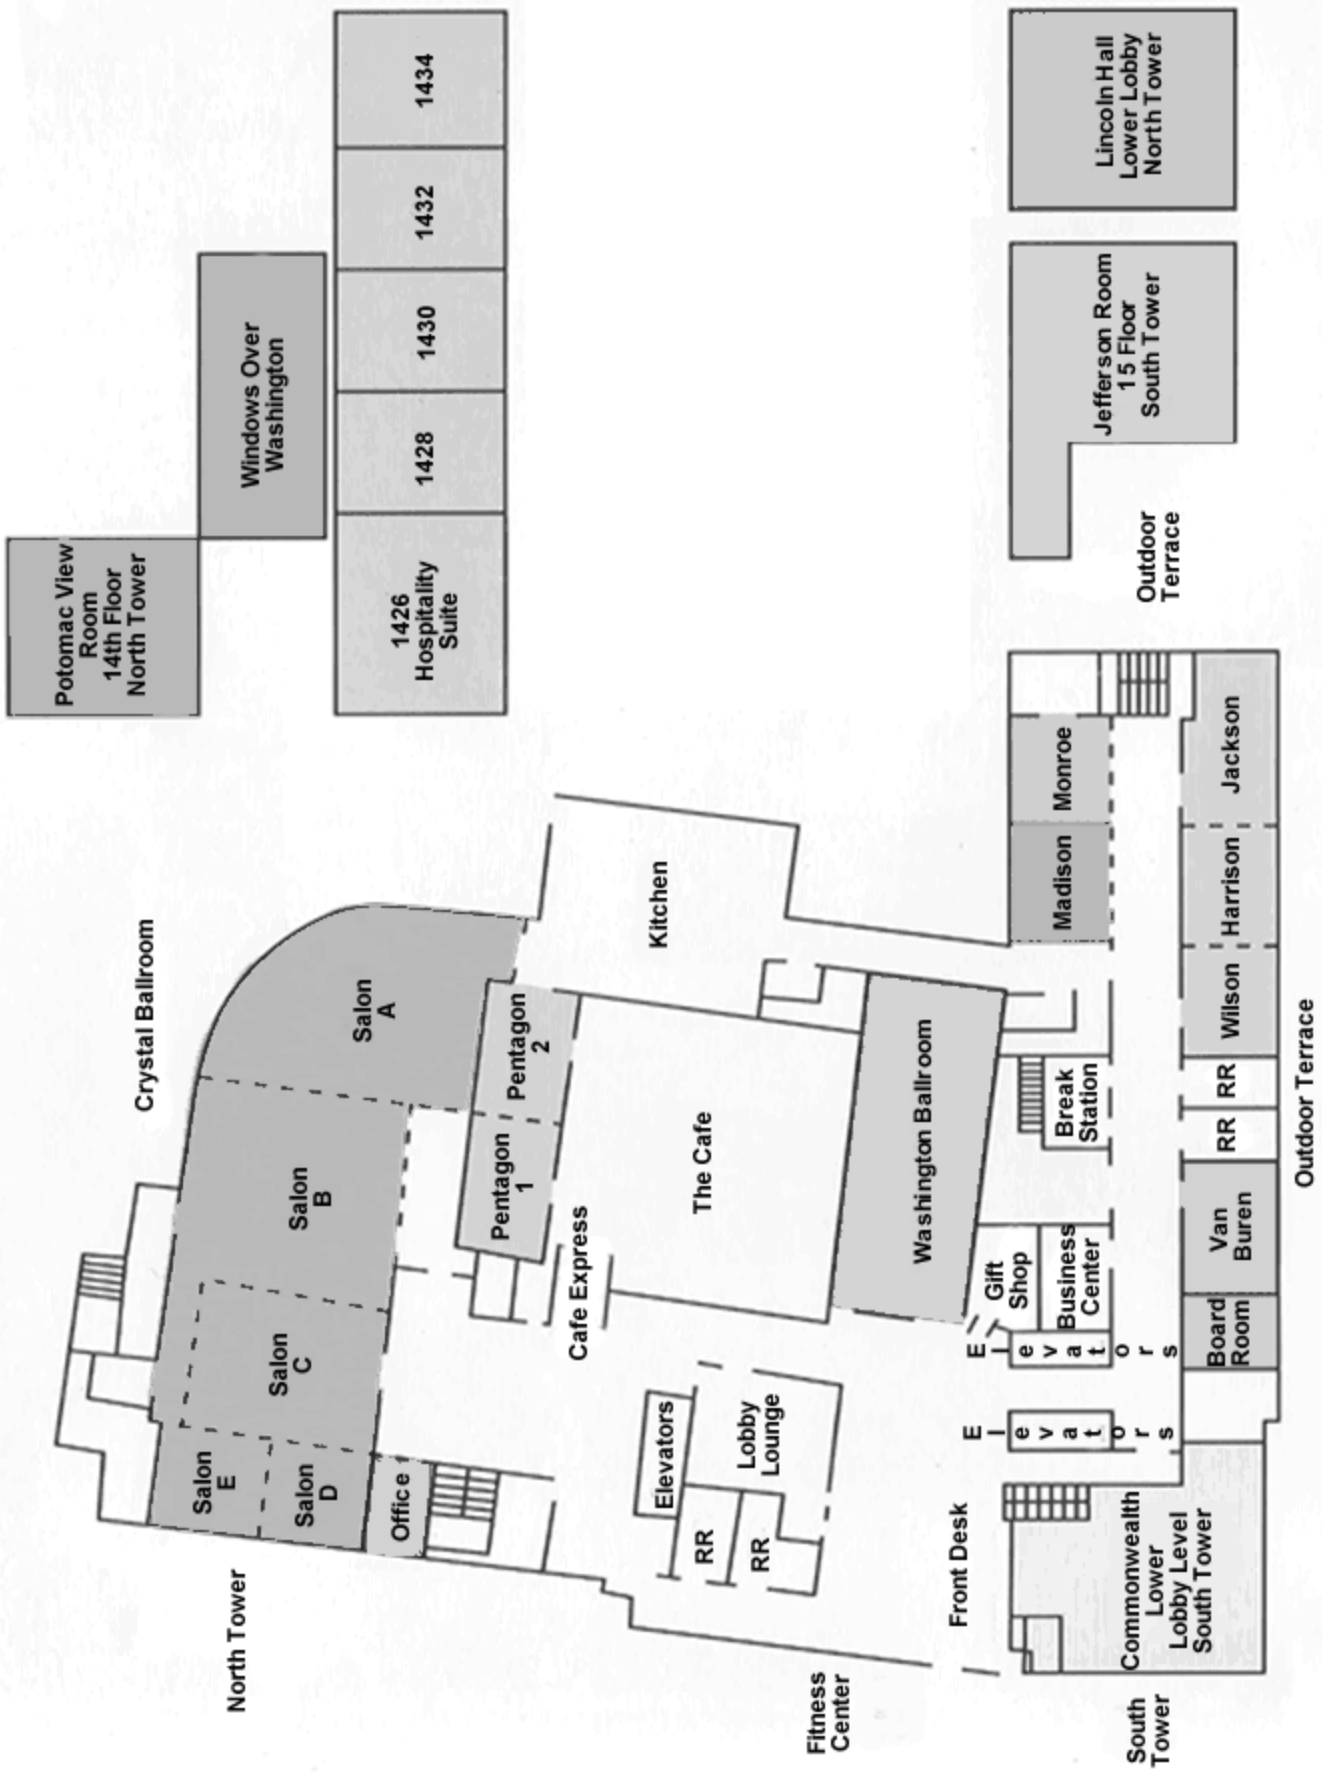 Potomac View
Room
14th Floor
North Tower
Windows Over
Washington
1426
Hospitality
Suite
1428
1430
1432
1434
Lincoln Hall
Lower Lobby
North Tower
Jefferson Room
15 Floor
South Tower
Outdoor
Terrace
Crystal Ballroom
North Tower
Salon
A
Salon
B
Salon
C
Salon
D
Salon
E
Office
Pentagon
1
Pentagon
2
Kitchen
Cafe Express
The Cafe
Washington Ballroom
Elevators
Lobby
Lounge
RR
RR
Fitness
Center
Front Desk
Gift
Shop
Business
Center
Break
Station
Madison
Monroe
Elevators
Elevators
Board
Room
Van
Buren
RR
RR
Wilson
Harrison
Jackson
Outdoor Terrace
Commonwealth
Lower
Lobby Level
South Tower
South
Tower